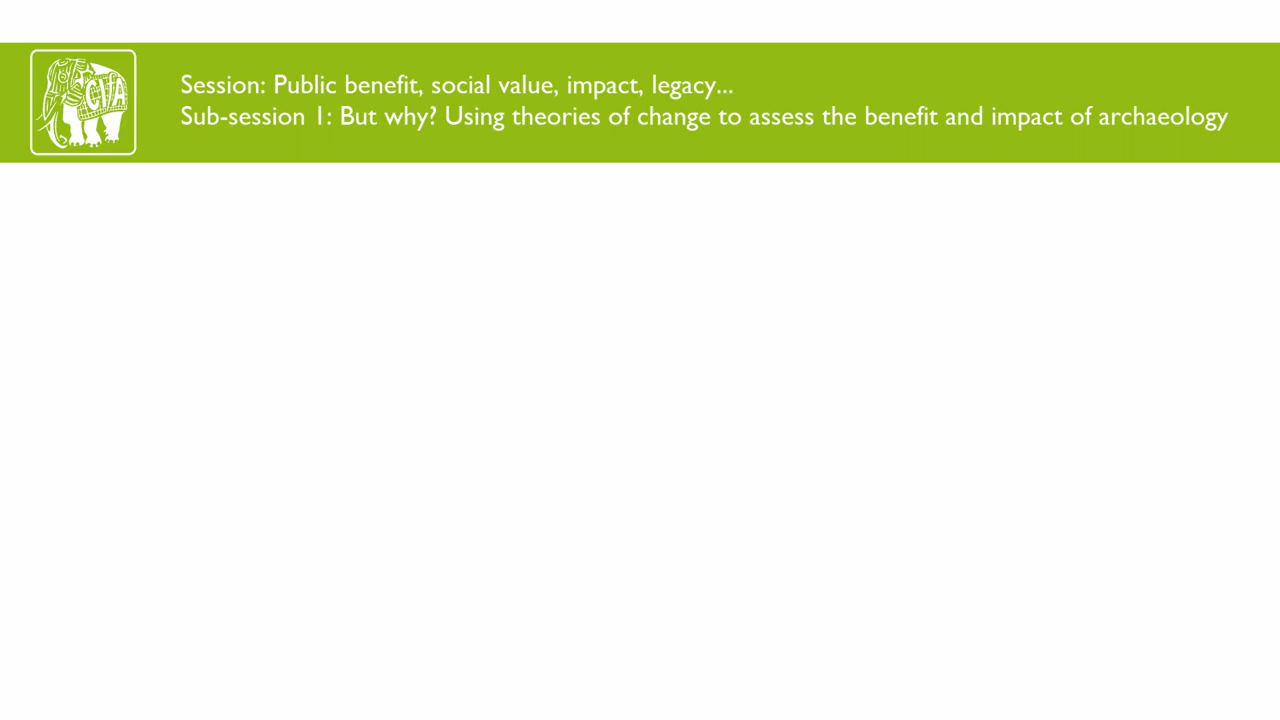 CVA
Session: Public benefit, social value, impact, legacy...
Sub-session 1: But why? Using theories of change to assess the benefit and impact of archaeology